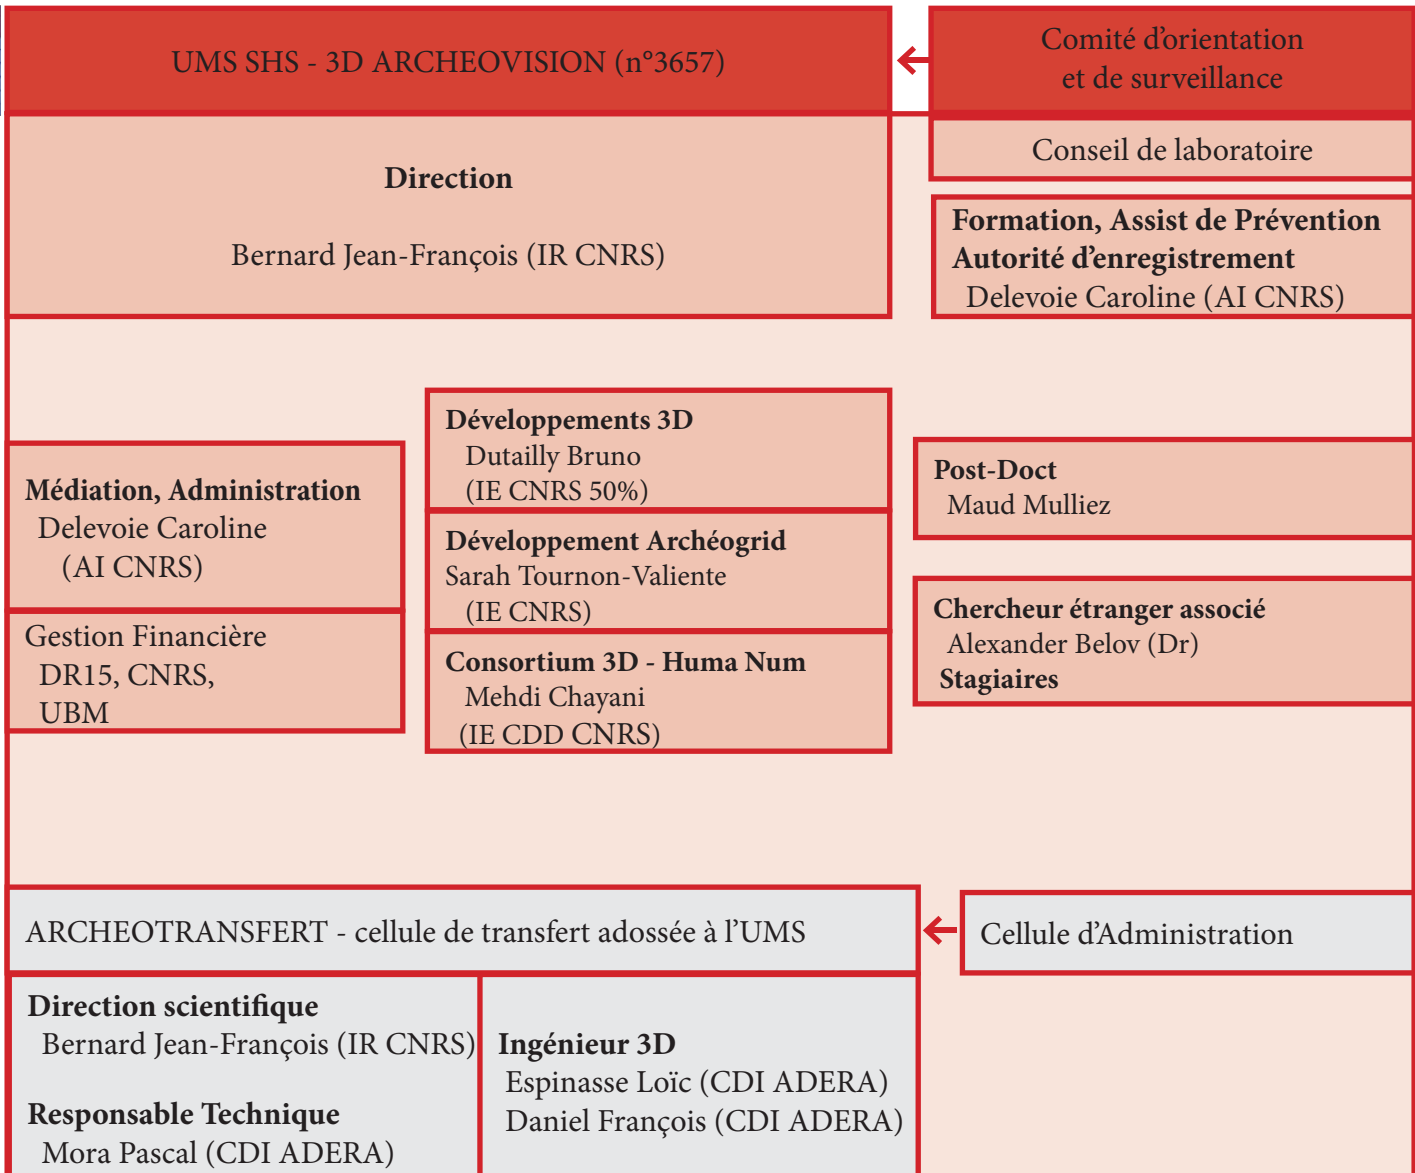 UMS SHS - 3D ARCHEOVISION (n°3657)
Comité d'orientation
et de surveillance
Conseil de laboratoire
Direction
Bernard Jean-François (IR CNRS)
Formation, Assist de Prévention
Autorité d'enregistrement
Delevoie Caroline (AI CNRS)
Médiation, Administration
Delevoie Caroline
(AI CNRS)
Gestion Financière
DR15, CNRS,
UBM
Développements 3D
Dutailly Bruno
(IE CNRS 50%)
Développement Archéogrid
Sarah Tournon-Valiente
(IE CNRS)
Consortium 3D - Huma Num
Mehdi Chayani
(IE CDD CNRS)
Post-Doct
Maud Mulliez
Chercheur étranger associé
Alexander Belov (Dr)
Stagiaires
ARCHEOTRANSFERT - cellule de transfert adossée à l'UMS
Cellule d'Administration
Direction scientifique
Bernard Jean-François (IR CNRS)
Responsable Technique
Mora Pascal (CDI ADERA)
Ingénieur 3D
Espinasse Loïc (CDI ADERA)
Daniel François (CDI ADERA)